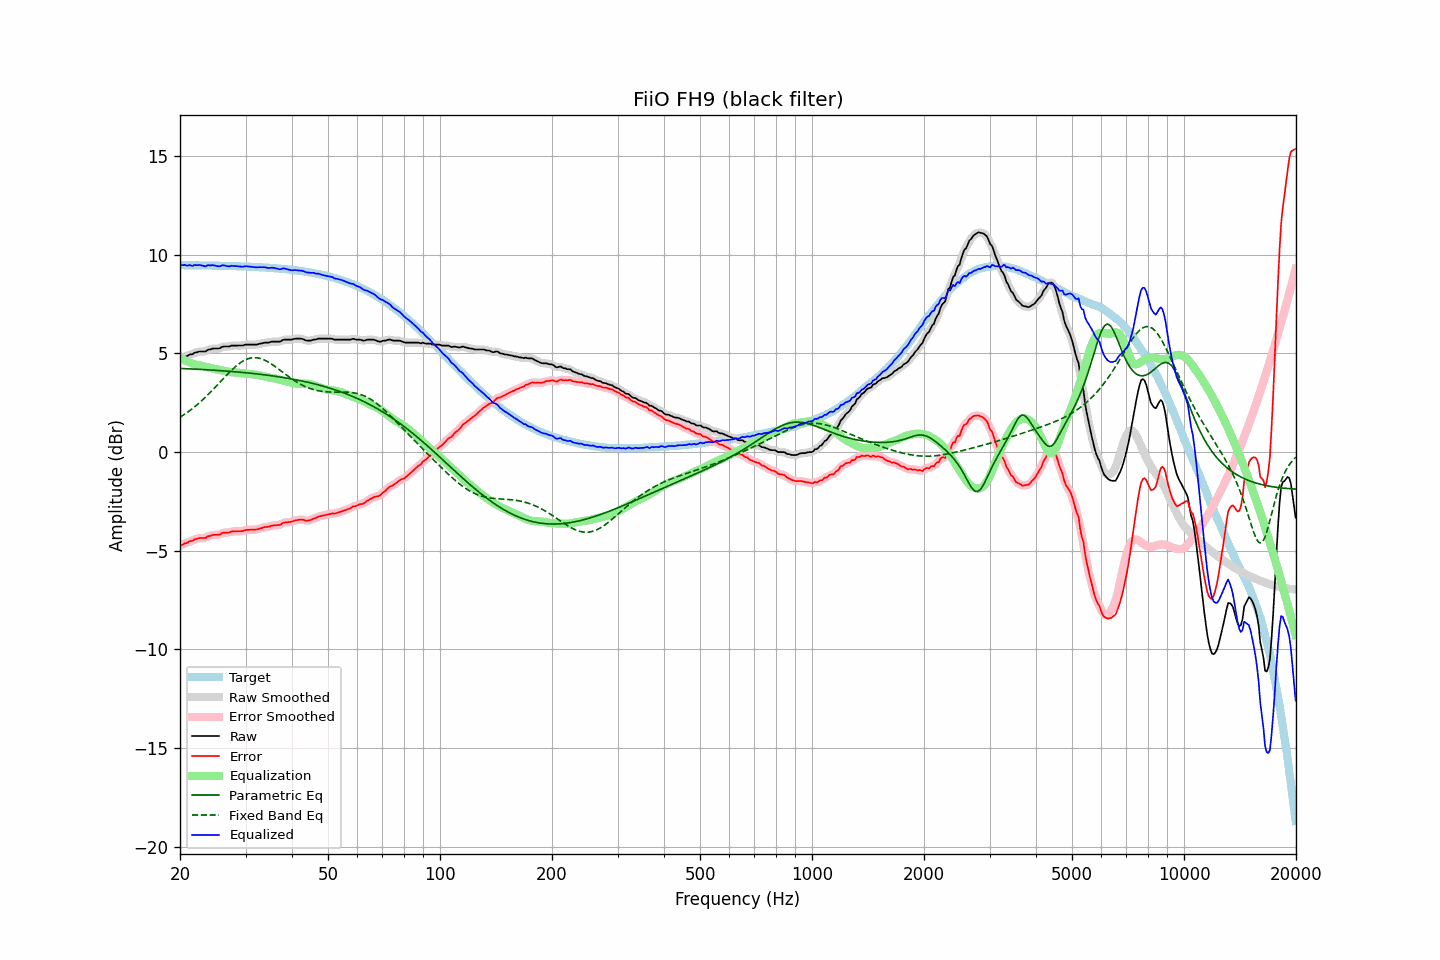 FiiO FH9 (black filter)
Amplitude (dBr)
15
10
5
0
−5
−10
−15
−20
Target
Raw Smoothed
Error Smoothed
Raw
Error
Equalization
Parametric Eq
Fixed Band Eq
Equalized
20 50 100 200 500 1000 2000 5000 10000 20000
Frequency (Hz)